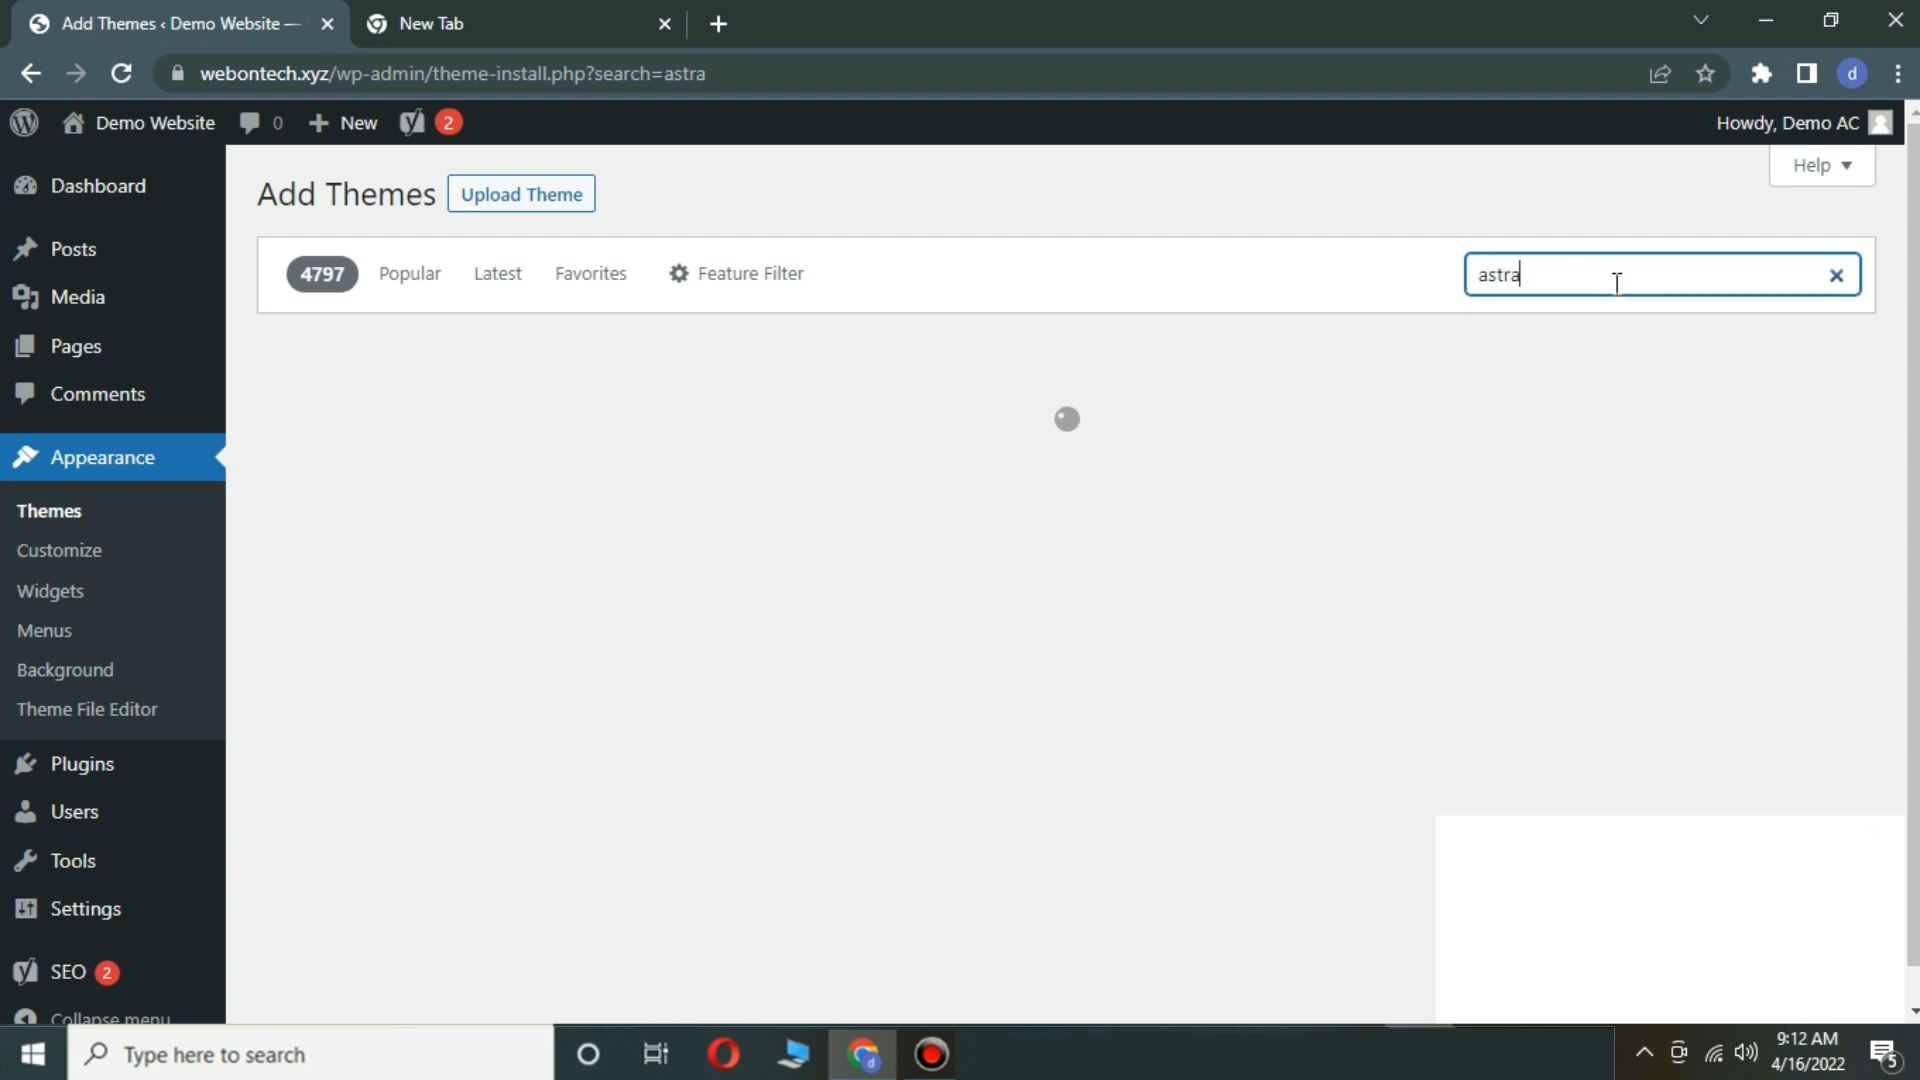 Add Themes ‹ Demo Website —
New Tab
webontech.xyz/wp-admin/theme-install.php?search=astra
d
Demo Website
0
New
2
Howdy, Demo AC
Help
Dashboard
Posts
Media
Pages
Comments
Appearance
Themes
Customize
Widgets
Menus
Background
Theme File Editor
Plugins
Users
Tools
Settings
SEO 2
Collapse menu
Add Themes
Upload Theme
4797
Popular
Latest
Favorites
Feature Filter
astra
Type here to search
d
9:12 AM
4/16/2022
5